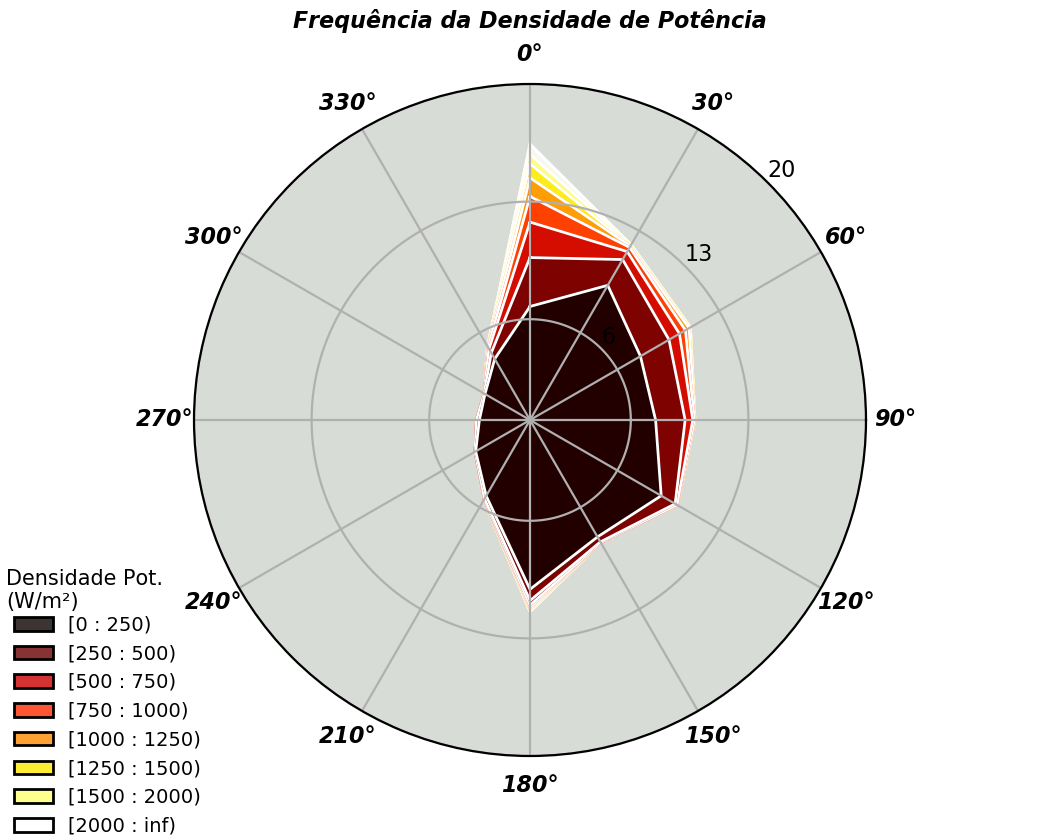 Frequência da Densidade de Potência
0°
330°
30°
20
300°
60°
13
6
270°
90°
Densidade Pot.
(W/m²)
240°
120°
[0 : 250)
[250 : 500)
[500 : 750)
[750 : 1000)
210°
150°
[1000 : 1250)
[1250 : 1500)
180°
[1500 : 2000)
[2000 : inf)